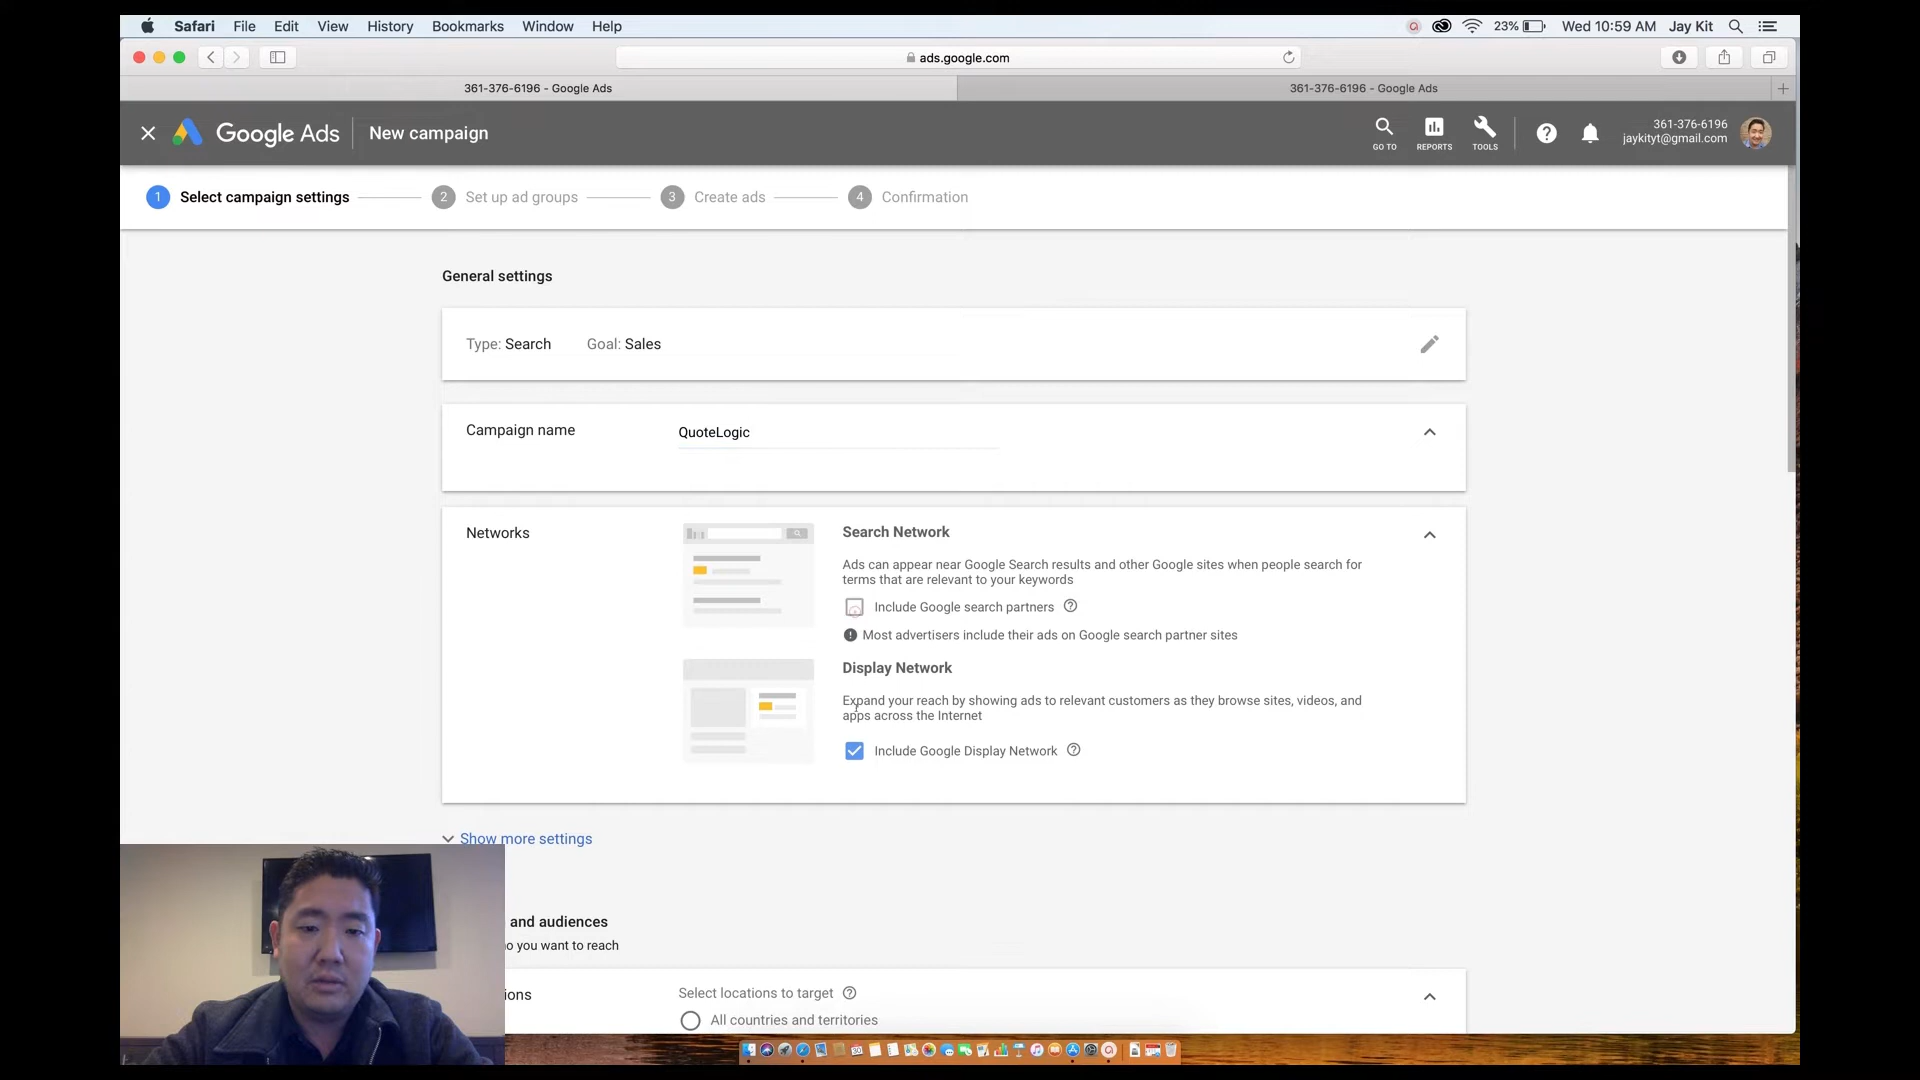 Safari File Edit View History Bookmarks Window Help
23% Wed 10:59 AM Jay Kit
ads.google.com
361-376-6196 - Google Ads
361-376-6196 - Google Ads
Google Ads New campaign
GO TO
REPORTS
TOOLS
361-376-6196
jaykityt@gmail.com
1 Select campaign settings
2 Set up ad groups
3 Create ads
4 Confirmation
General settings
Type: Search Goal: Sales
Campaign name
QuoteLogic
Networks
Search Network
Ads can appear near Google Search results and other Google sites when people search for
terms that are relevant to your keywords
Include Google search partners
Most advertisers include their ads on Google search partner sites
Display Network
Expand your reach by showing ads to relevant customers as they browse sites, videos, and
apps across the Internet
Include Google Display Network
Show more settings
and audiences
you want to reach
Select locations to target
All countries and territories